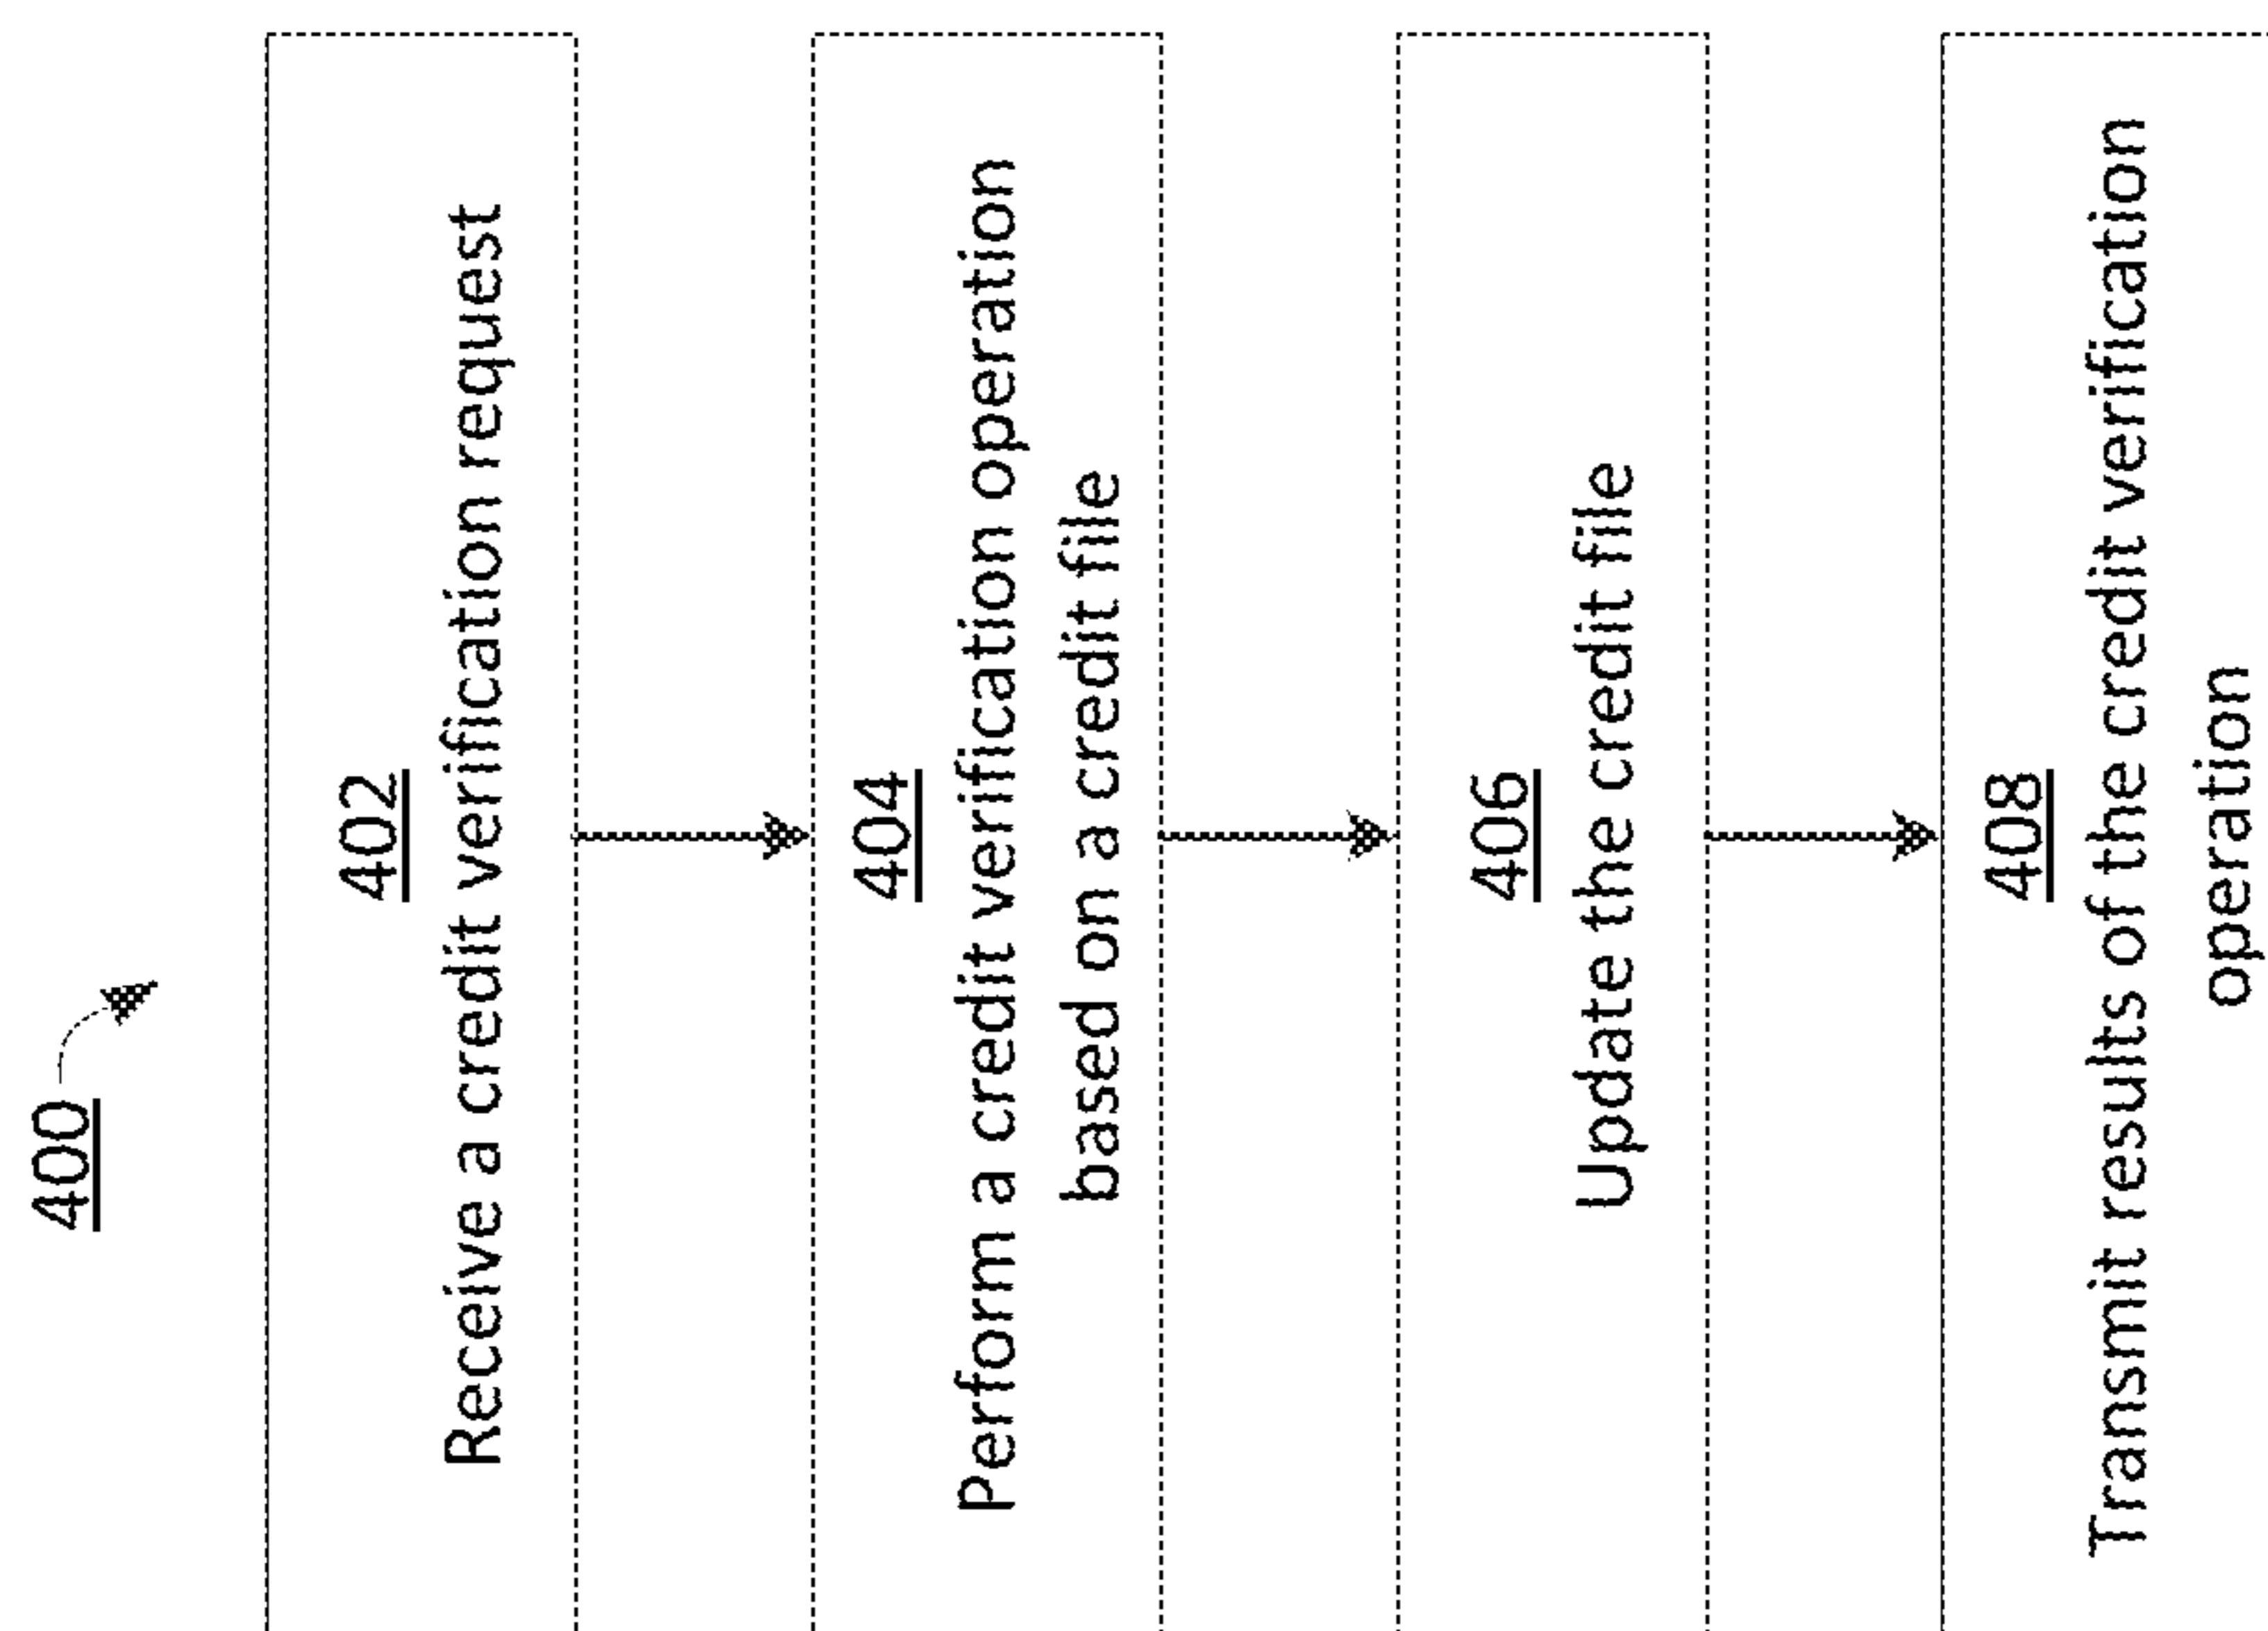 400
402
Receive a credit verification request
404
Perform a credit verification operation
based on a credit file
406
Update the credit file
408
Transmit results of the credit verification
operation